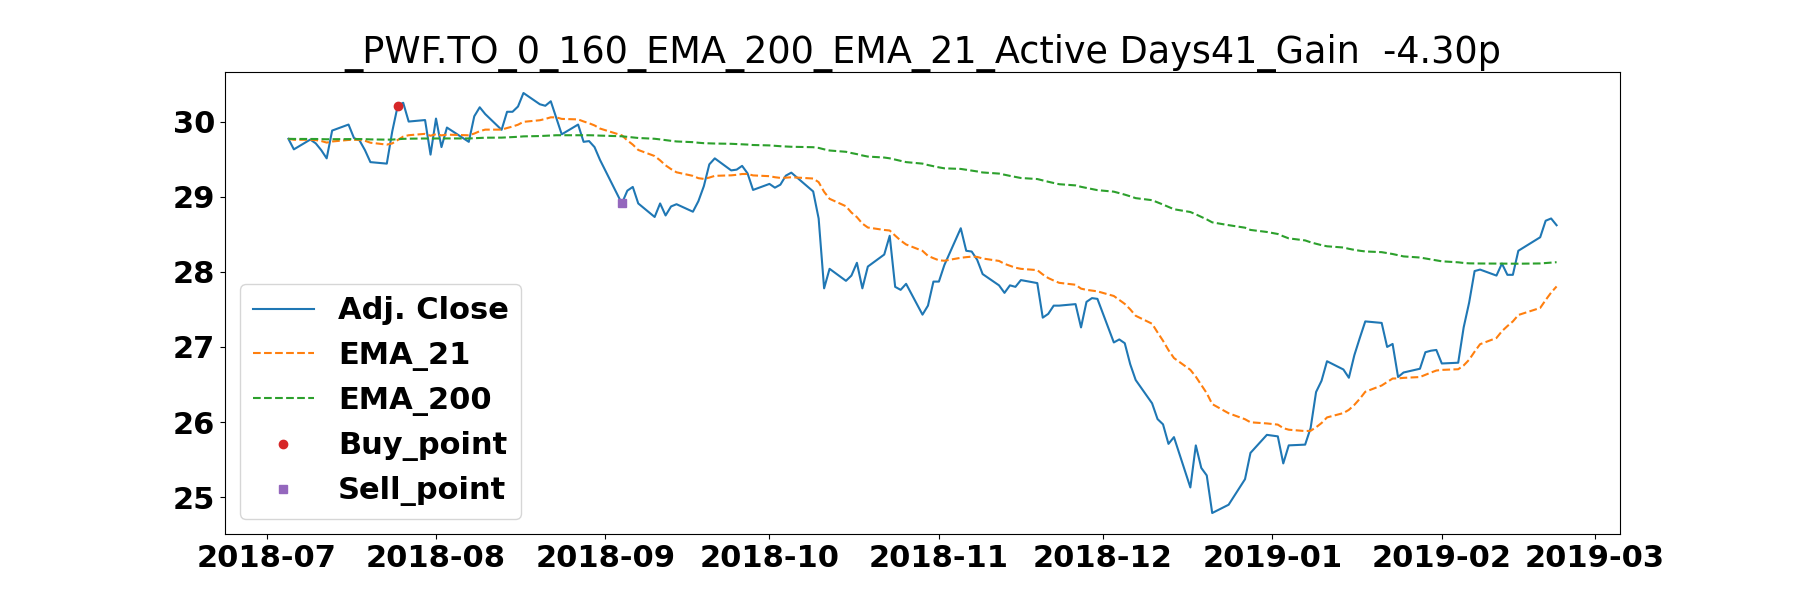 _PWF.TO_0_160_EMA_200_EMA_21_Active Days41_Gain  -4.30p
30
29
28
27
26
25
Adj. Close
EMA_21
EMA_200
Buy_point
Sell_point
2018-07 2018-08 2018-09 2018-10 2018-11 2018-12 2019-01 2019-02 2019-03